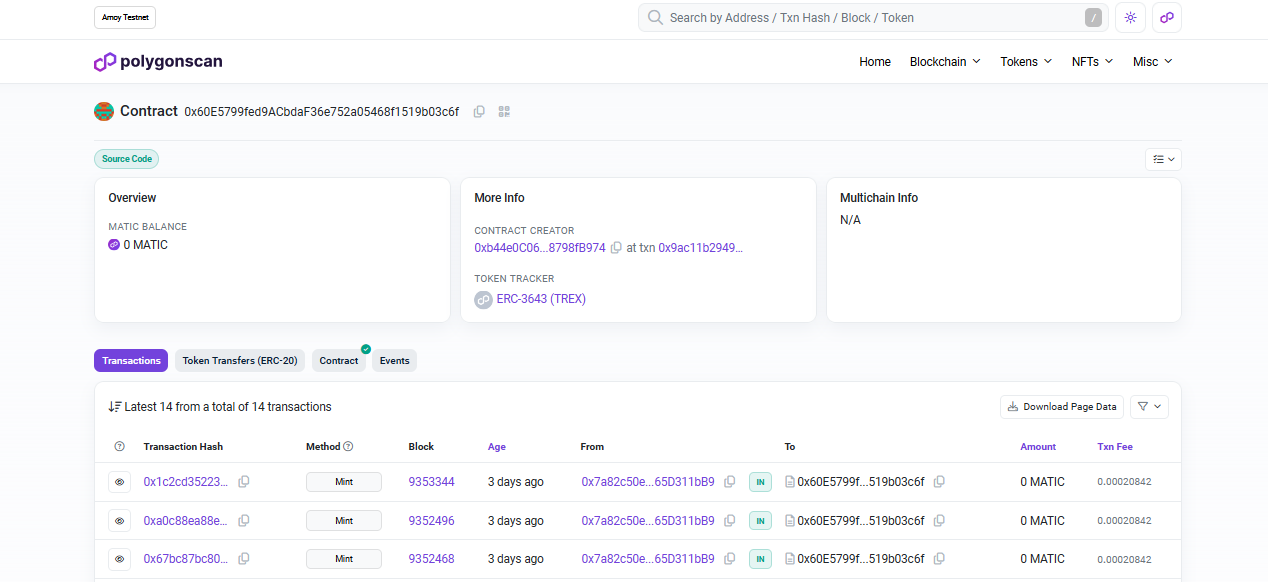 Amoy Testnet
Search by Address / Txn Hash / Block / Token /
polygonscan
Home Blockchain Tokens NFTs Misc
Contract 0x60E5799fed9ACbdaF36e752a05468f1519b03c6f
Source Code
Overview
MATIC BALANCE
0 MATIC
More Info
CONTRACT CREATOR
0xb44e0C06...8798fB974 at txn 0x9ac11b2949...
TOKEN TRACKER
ERC-3643 (TREX)
Multichain Info
N/A
Transactions Token Transfers (ERC-20) Contract Events
Latest 14 from a total of 14 transactions
Download Page Data
Transaction Hash Method Block Age From To Amount Txn Fee
0x1c2cd35223... Mint 9353344 3 days ago 0x7a82c50e...65D311bB9 IN 0x60E5799f...519b03c6f 0 MATIC 0.00020842
0xa0c88ea88e... Mint 9352496 3 days ago 0x7a82c50e...65D311bB9 IN 0x60E5799f...519b03c6f 0 MATIC 0.00020842
0x67bc87bc80... Mint 9352468 3 days ago 0x7a82c50e...65D311bB9 IN 0x60E5799f...519b03c6f 0 MATIC 0.00020842